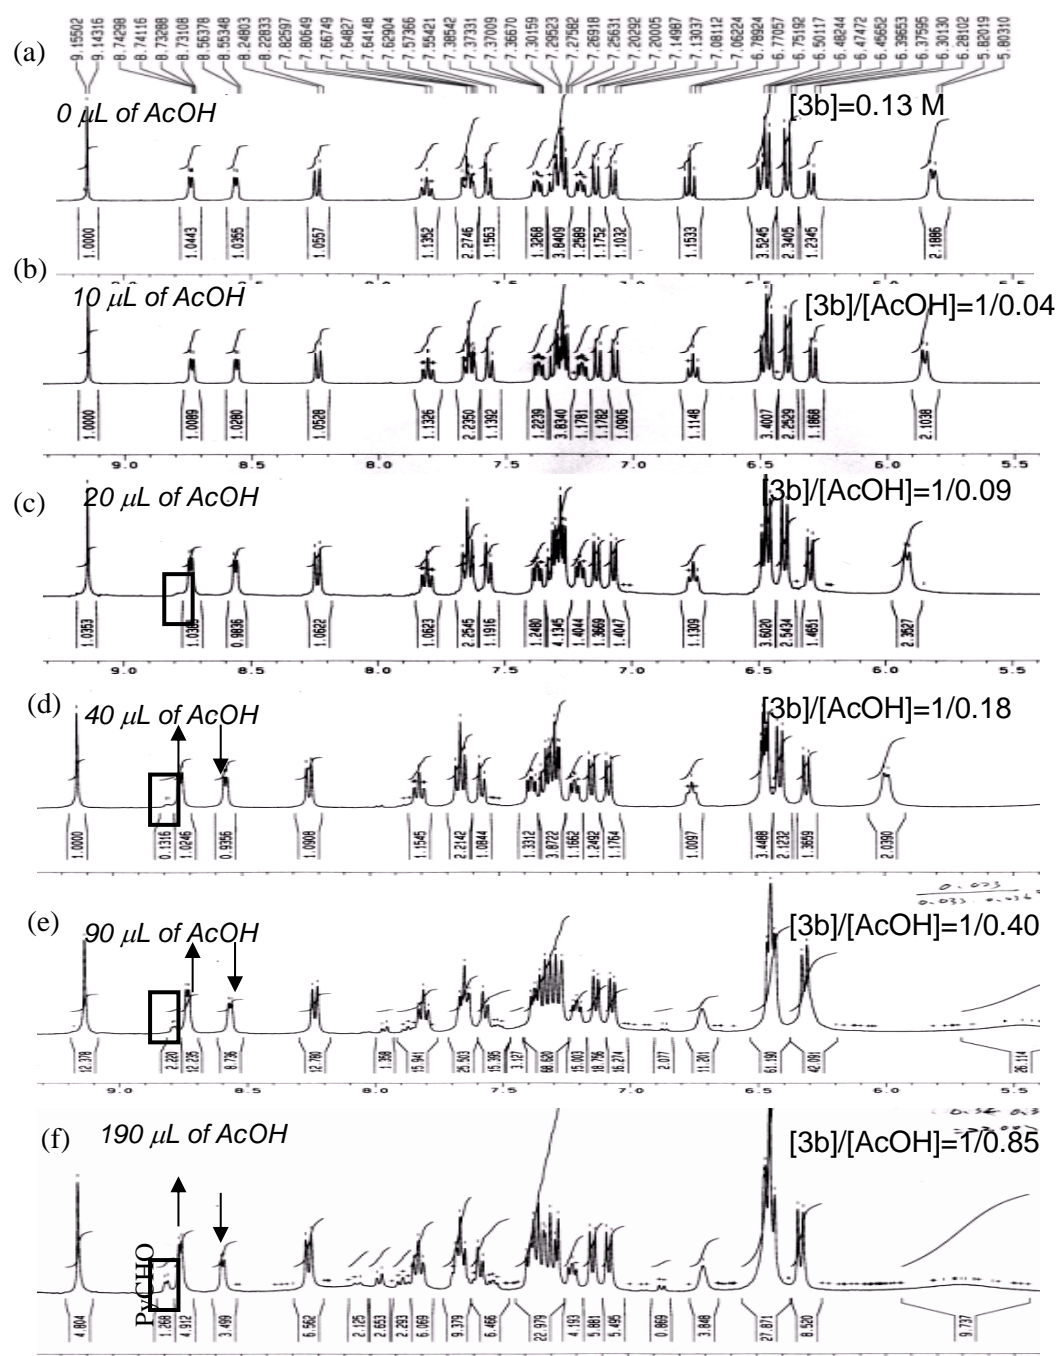 (a)
9.15502
9.14316
8.74298
8.74116
8.73288
8.73108
8.56378
8.55348
8.24803
8.22833
7.82597
7.80649
7.66749
7.64827
7.64148
7.62904
7.57366
7.55421
7.38542
7.37331
7.37009
7.36670
7.30159
7.29523
7.27582
7.26918
7.25631
7.20292
7.20005
7.14987
7.13037
7.08112
7.06224
6.78924
6.77057
6.75192
6.50117
6.48244
6.47472
6.45662
6.39653
6.37595
6.30130
6.28102
5.82019
5.80310
0 μL of AcOH
[3b]=0.13 M
1.0000 1.0443 1.0355 1.0557 1.1352 2.2746 1.1563 1.3268 3.8409 1.2589 1.1752 1.1032 1.1533 3.5245 2.3405 1.2345 2.1886
(b)
10 μL of AcOH
[3b]/[AcOH]=1/0.04
1.0000 1.0089 1.0280 1.0528 1.1326 2.2350 1.1392 1.2239 3.8340 1.1781 1.1762 1.0906 1.1148 3.4007 2.2529 1.1868 2.1038
9.0 8.5 8.0 7.5 7.0 6.5 6.0 5.5
(c)
20 μL of AcOH
[3b]/[AcOH]=1/0.09
1.0353 0.9836 1.0622 1.0623 2.2545 1.1916 1.2480 4.1345 1.4044 1.3669 1.4047 1.1309 3.6020 2.5434 1.4651 2.3527
9.0 8.5 8.0 7.5 7.0 6.5 6.0 5.5
(d)
40 μL of AcOH
[3b]/[AcOH]=1/0.18
1.0000 0.1316 1.0246 0.9356 1.0908 1.1545 2.2142 1.0844 1.3312 3.8722 1.1662 1.2492 1.1764 1.0097 3.4488 2.1232 1.3659 2.0390
(e)
90 μL of AcOH
[3b]/[AcOH]=1/0.40
12.378 2.220 12.235 8.736 12.780 1.358 15.941 25.503 15.395 3.127 68.620 15.003 18.756 16.274 2.077 11.201 61.190 42.091 26.114
9.0 8.5 8.0 7.5 7.0 6.5 6.0 5.5
(f)
190 μL of AcOH
[3b]/[AcOH]=1/0.85
PyCHO
4.804 1.268 4.912 3.499 6.562 2.125 2.653 2.293 6.069 9.379 6.466 22.979 4.193 5.881 5.495 0.869 3.848 27.871 8.520 9.737